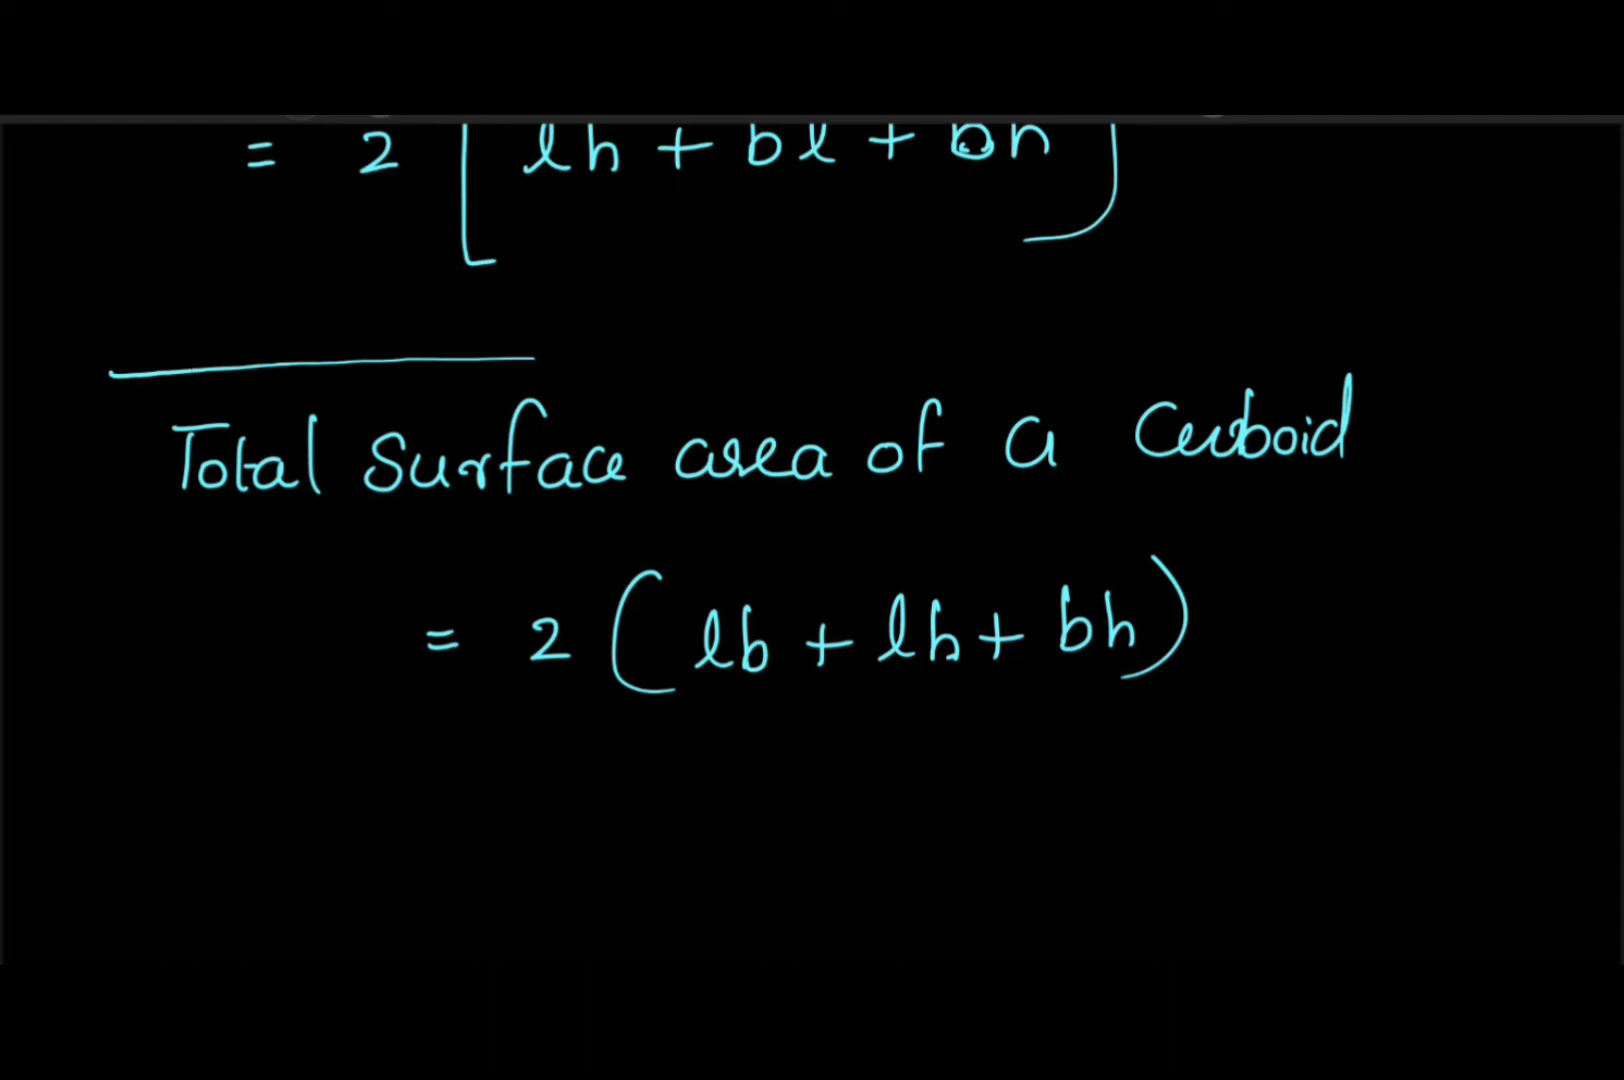 = 2 [ lh + bl + bh ]
Total Surface area of a Cuboid
= 2 ( lb + lh + bh )